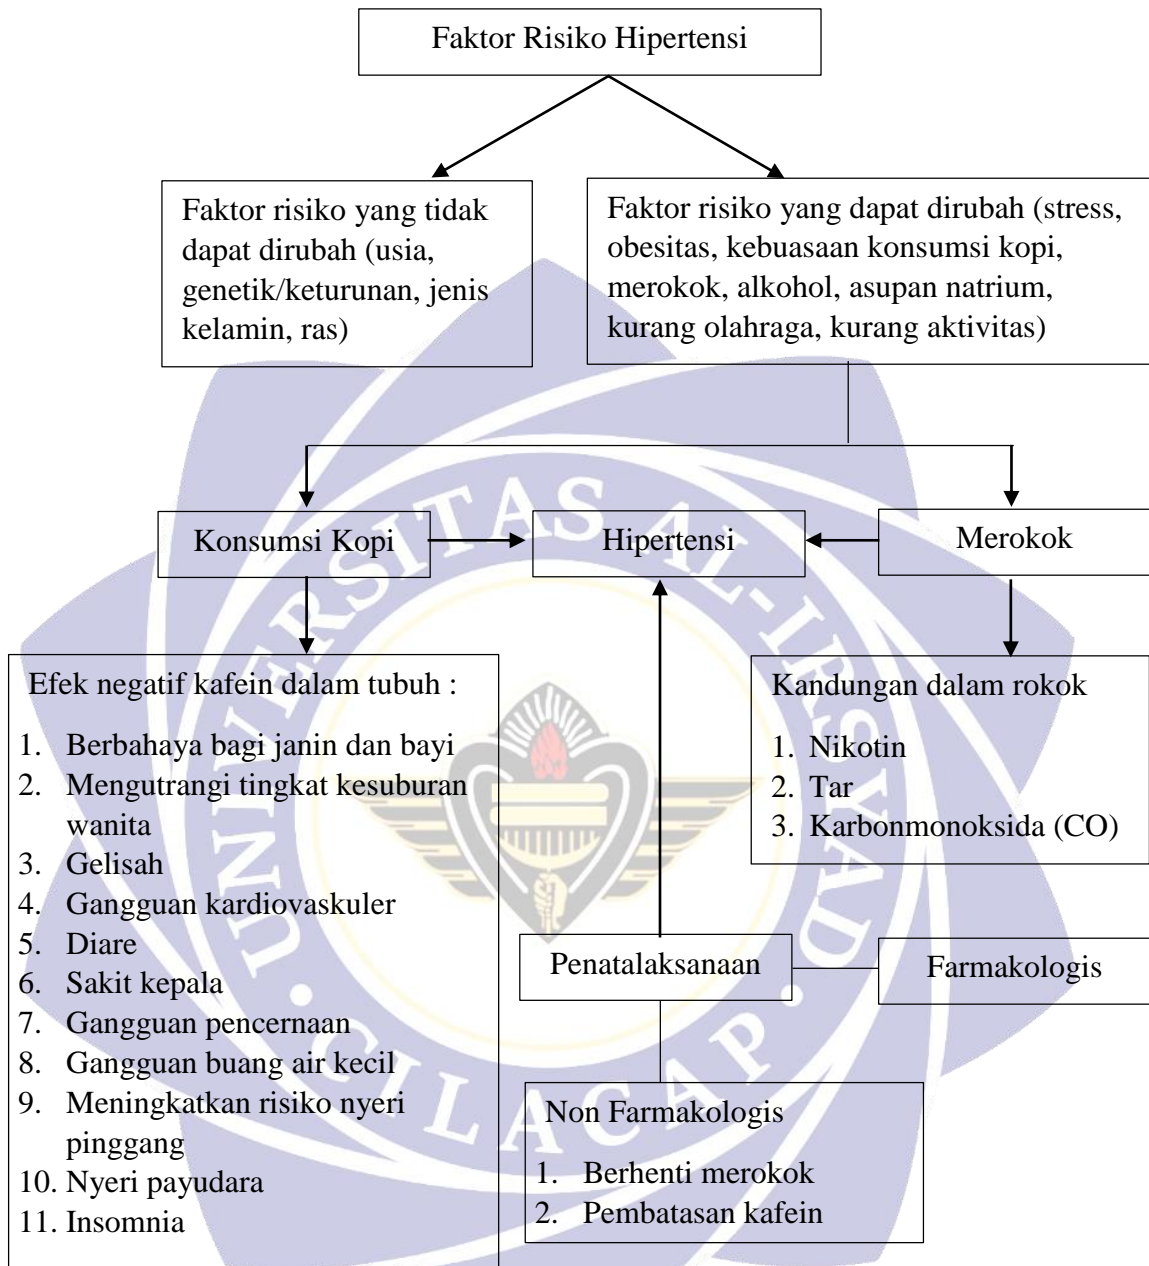 Faktor Risiko Hipertensi
Faktor risiko yang tidak
dapat dirubah (usia,
genetik/keturunan, jenis
kelamin, ras)
Faktor risiko yang dapat dirubah (stress,
obesitas, kebuasaan konsumsi kopi,
merokok, alkohol, asupan natrium,
kurang olahraga, kurang aktivitas)
Konsumsi Kopi
Hipertensi
Merokok
Efek negatif kafein dalam tubuh :
1. Berbahaya bagi janin dan bayi
2. Mengutrangi tingkat kesuburan
wanita
3. Gelisah
4. Gangguan kardiovaskuler
5. Diare
6. Sakit kepala
7. Gangguan pencernaan
8. Gangguan buang air kecil
9. Meningkatkan risiko nyeri
pinggang
10. Nyeri payudara
11. Insomnia
Kandungan dalam rokok
1. Nikotin
2. Tar
3. Karbonmonoksida (CO)
Penatalaksanaan
Farmakologis
Non Farmakologis
1. Berhenti merokok
2. Pembatasan kafein
UNIVERSITAS AL-IRSYAD
CILACAP